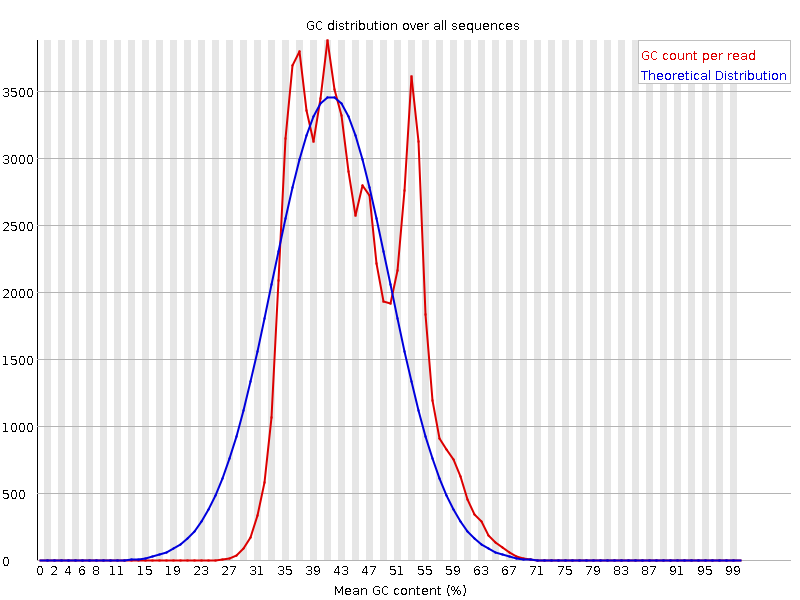 GC distribution over all sequences
GC count per read
Theoretical Distribution
3500
3000
2500
2000
1500
1000
500
0
0 2 4 6 8 11 15 19 23 27 31 35 39 43 47 51 55 59 63 67 71 75 79 83 87 91 95 99
Mean GC content (%)